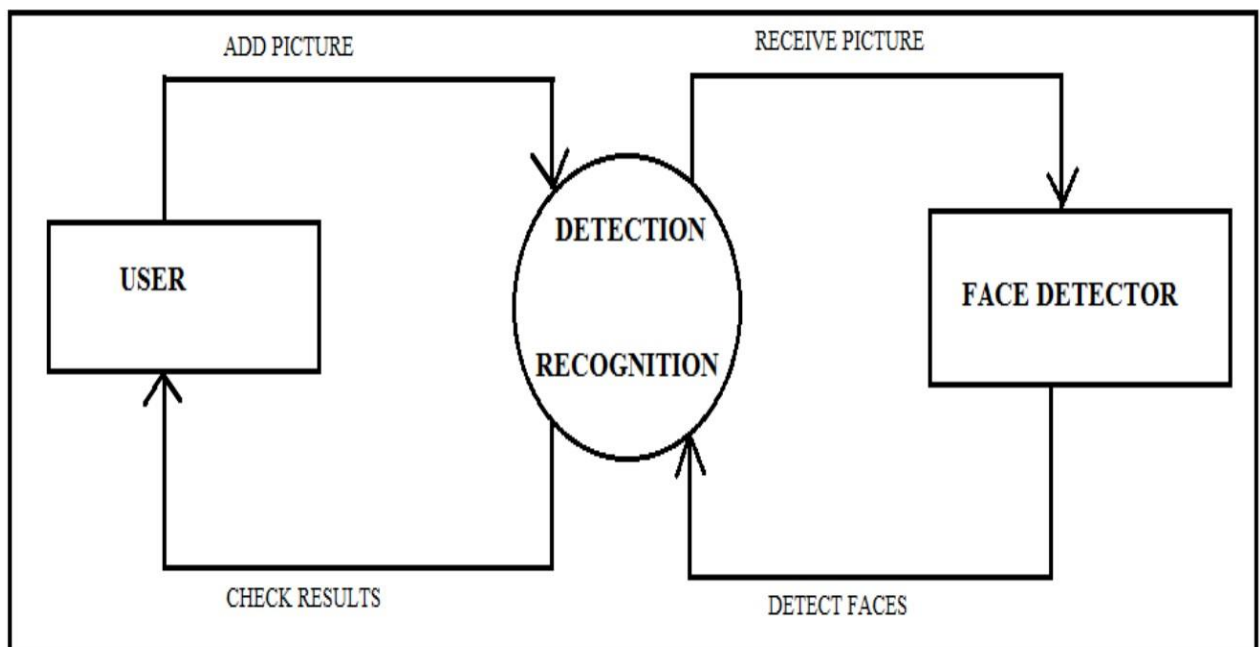 ADD PICTURE
RECEIVE PICTURE
DETECTION
USER
FACE DETECTOR
RECOGNITION
CHECK RESULTS
DETECT FACES